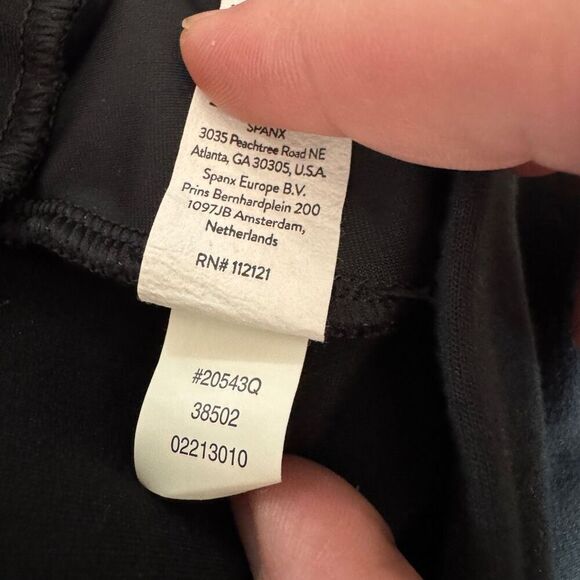 SPANX
3035 Peachtree Road NE
Atlanta, GA 30305, U.S.A.
Spanx Europe B.V.
Prins Bernhardplein 200
1097JB Amsterdam,
Netherlands
RN# 112121
#20543Q
38502
02213010